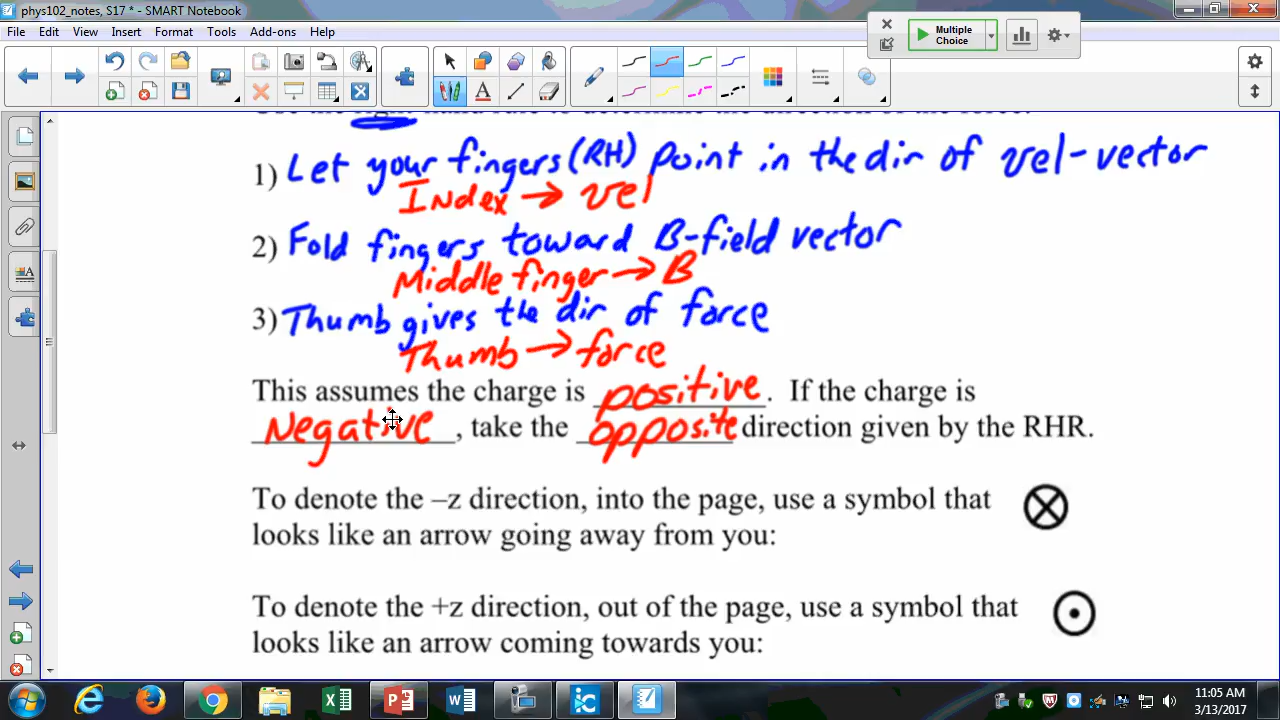 phys102_notes, S17 * - SMART Notebook
File Edit View Insert Format Tools Add-ons Help
Multiple
Choice
1) Let your fingers (RH) point in the dir of vel-vector
Index → vel
2) Fold fingers toward B-field vector
Middle finger → B
3) Thumb gives the dir of force
Thumb → force
This assumes the charge is positive. If the charge is
Negative, take the opposite direction given by the RHR.
To denote the –z direction, into the page, use a symbol that
looks like an arrow going away from you:
To denote the +z direction, out of the page, use a symbol that
looks like an arrow coming towards you:
11:05 AM
3/13/2017